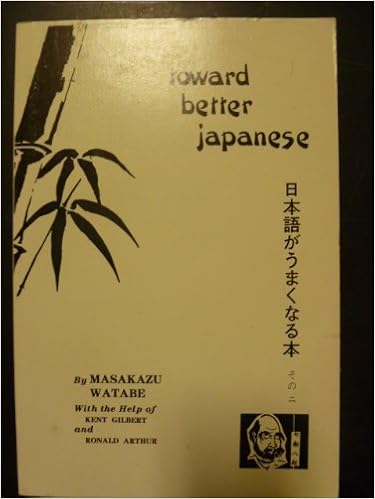 toward
better
japanese
日本語がうまくなる本 その二
By MASAKAZU
WATABE
With the Help of
KENT GILBERT
and
RONALD ARTHUR